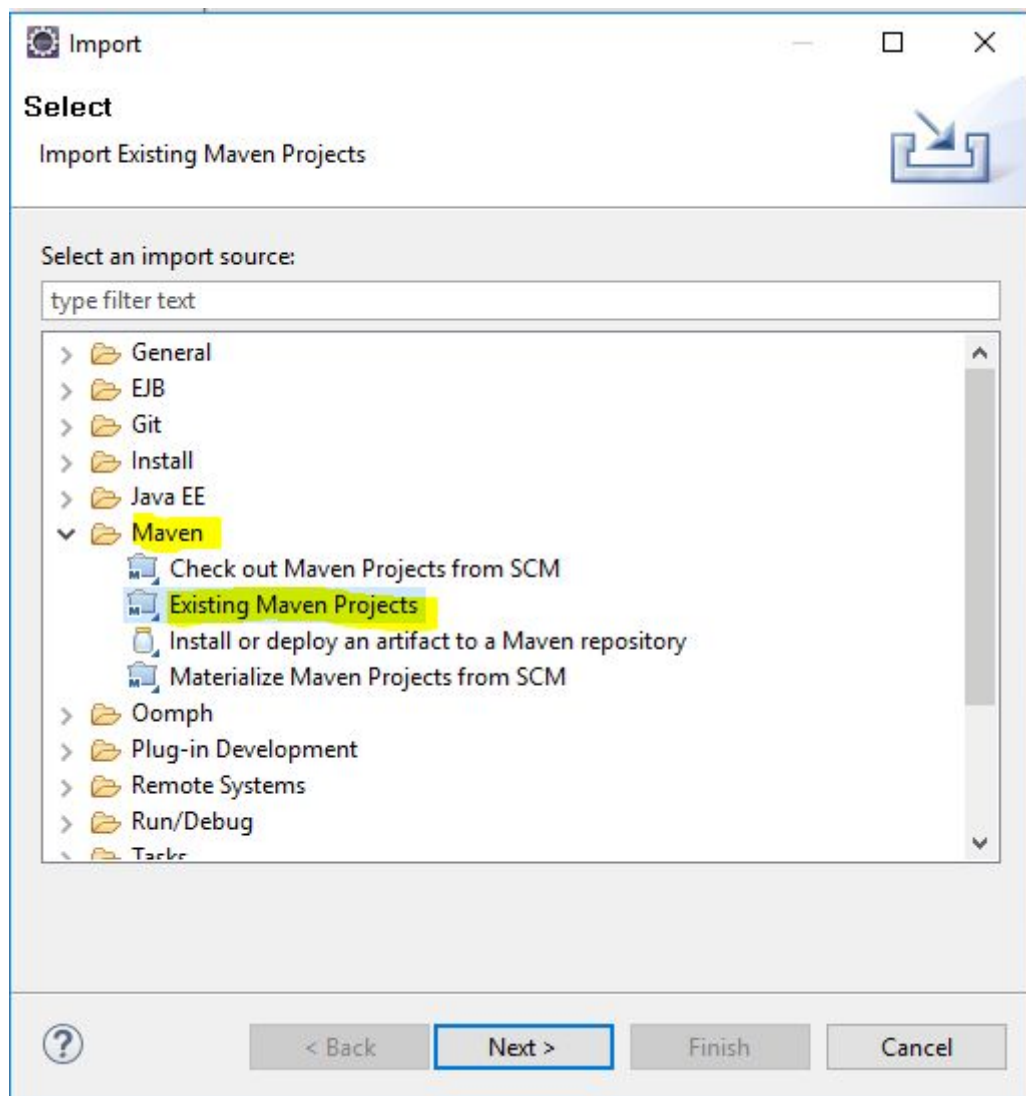 Import
Select
Import Existing Maven Projects
Select an import source:
type filter text
General
EJB
Git
Install
Java EE
Maven
Check out Maven Projects from SCM
Existing Maven Projects
Install or deploy an artifact to a Maven repository
Materialize Maven Projects from SCM
Oomph
Plug-in Development
Remote Systems
Run/Debug
Tasks
< Back Next > Finish Cancel